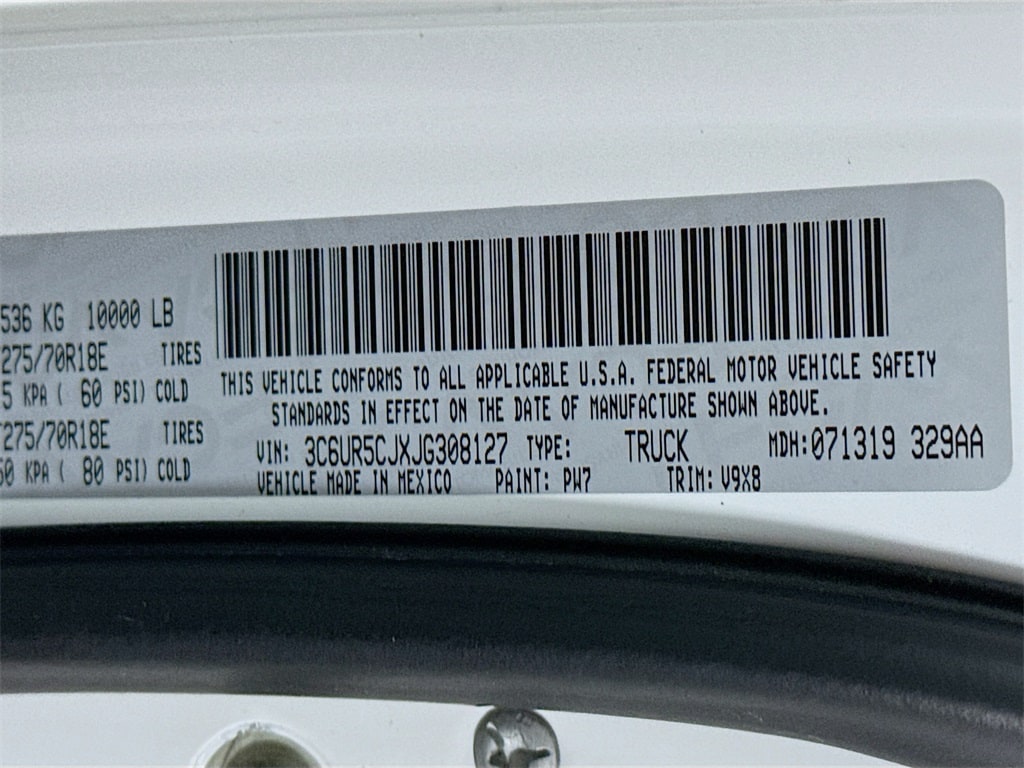 536 KG 10000 LB
275/70R18E TIRES
5 KPA ( 60 PSI) COLD
275/70R18E TIRES
50 KPA ( 80 PSI) COLD
THIS VEHICLE CONFORMS TO ALL APPLICABLE U.S.A. FEDERAL MOTOR VEHICLE SAFETY
STANDARDS IN EFFECT ON THE DATE OF MANUFACTURE SHOWN ABOVE.
VIN: 3C6UR5CJXJG308127 TYPE: TRUCK MDH:071319 329AA
VEHICLE MADE IN MEXICO PAINT: PW7 TRIM: V9X8